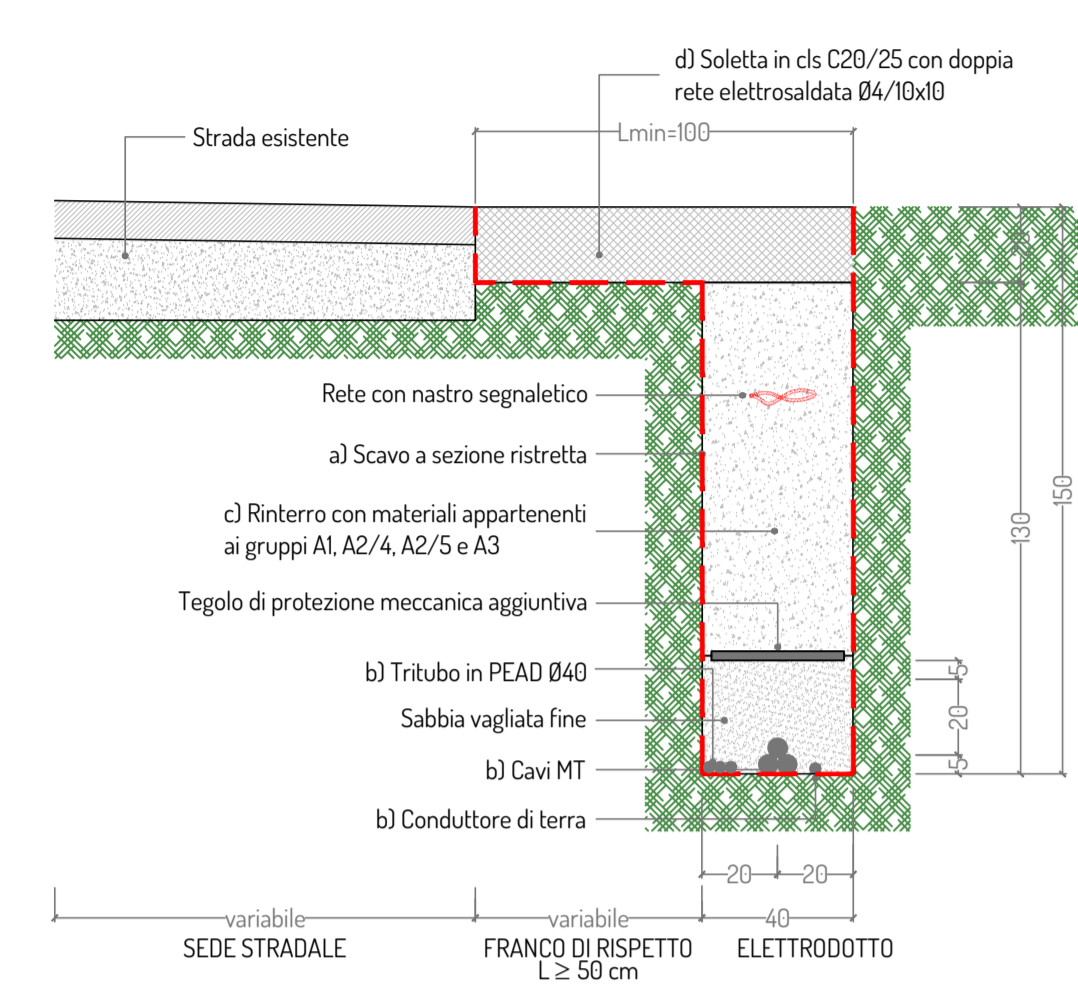 d) Soletta in cls C20/25 con doppia
rete elettrosaldata Ø4/10x10
Strada esistente
Lmin=100
20
Rete con nastro segnaletico
a) Scavo a sezione ristretta
150
c) Rinterro con materiali appartenenti
ai gruppi A1, A2/4, A2/5 e A3
130
Tegolo di protezione meccanica aggiuntiva
b) Tritubo in PEAD Ø40
5
Sabbia vagliata fine
20
b) Cavi MT
5
b) Conduttore di terra
20
20
variabile
variabile
40
SEDE STRADALE
FRANCO DI RISPETTO
ELETTRODOTTO
L ≥ 50 cm